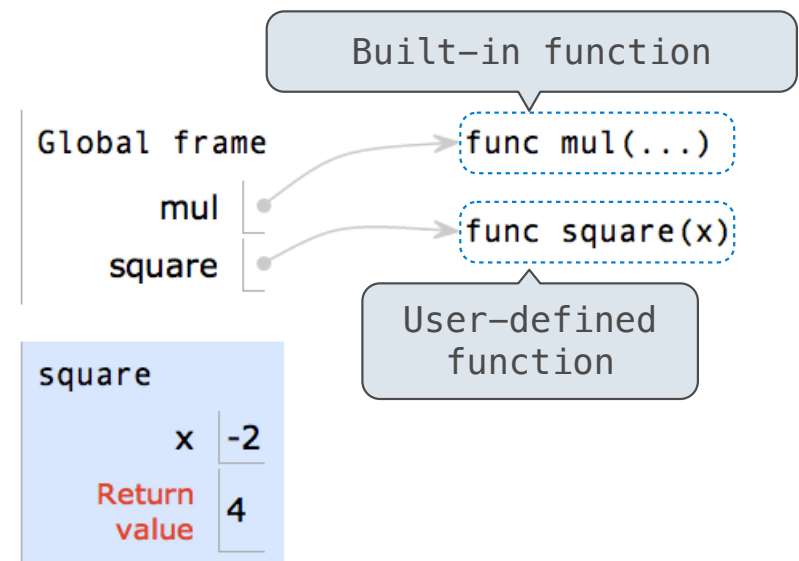 Built-in function
Global frame
func mul(...)
mul
func square(x)
square
User-defined
function
square
x -2
Return
value 4